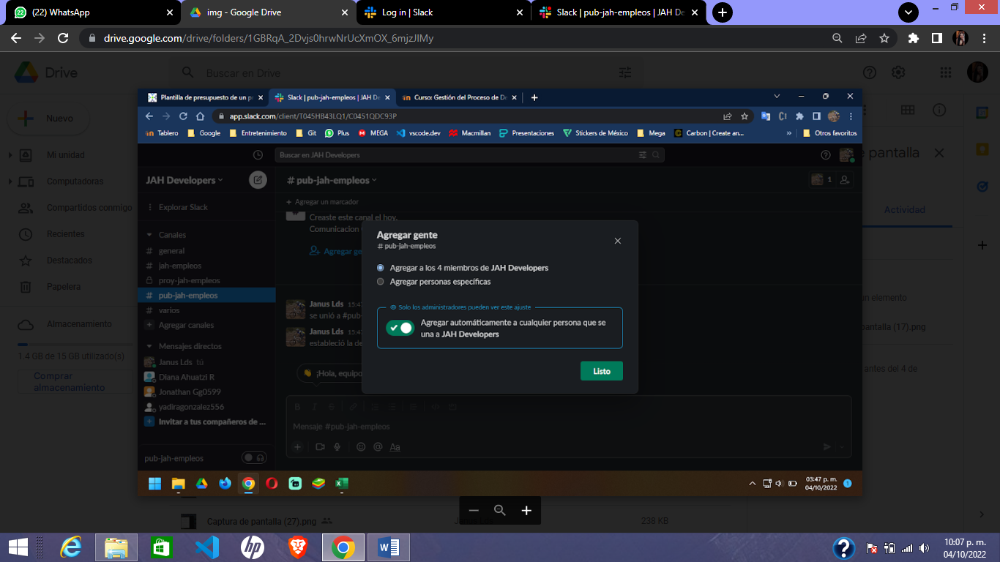 (22) WhatsApp
img - Google Drive
Log in | Slack
Slack | pub-jah-empleos | JAH De
drive.google.com/drive/folders/1GBRqA_2Dvjs0hrwNrUcXmOX_6mjzJIMy
Drive
Buscar en Drive
Nuevo
Mi unidad
Computadoras
Compartidos conmigo
Recientes
Destacados
Papelera
Almacenamiento
1.4 GB de 15 GB utilizado(s)
Comprar
almacenamiento
Plantilla de presupuesto de un pr
Slack | pub-jah-empleos | JAH De
Curso: Gestión del Proceso de De
app.slack.com/client/T045HB43LQ1/C0451QDC93P
Tablero
Google
Entretenimiento
Git
Plus
MEGA
vscode.dev
Macmillan
Presentaciones
Stickers de México
Mega
Carbon | Create an...
»
Otros favoritos
Buscar en JAH Developers
JAH Developers
# pub-jah-empleos
1
Explorar Slack
+ Agregar un marcador
Canales
# general
# jah-empleos
proy-jah-empleos
# pub-jah-empleos
# varios
+ Agregar canales
Mensajes directos
Janus Lds tú
Diana Ahuatzi R
Jonathan Gg0599
yadiragonzalez556
+ Invitar a tus compañeros de ...
pub-jah-empleos
Creaste este canal el hoy.
Comunicacion
Agregar ge
Janus Lds 15:4
se unió a #pub
Janus Lds 15:4
estableció la de
¡Hola, equipo
Agregar gente
# pub-jah-empleos
Agregar a los 4 miembros de JAH Developers
Agregar personas específicas
Solo los administradores pueden ver este ajuste
Agregar automáticamente a cualquier persona que se
una a JAH Developers
Listo
B I S
Mensaje #pub-jah-empleos
Aa
03:47 p. m.
04/10/2022
1
e pantalla
Actividad
un elemento
pantalla (17).png
antes del 4 de
Captura de pantalla (27).png
238 KB
10:07 p. m.
04/10/2022